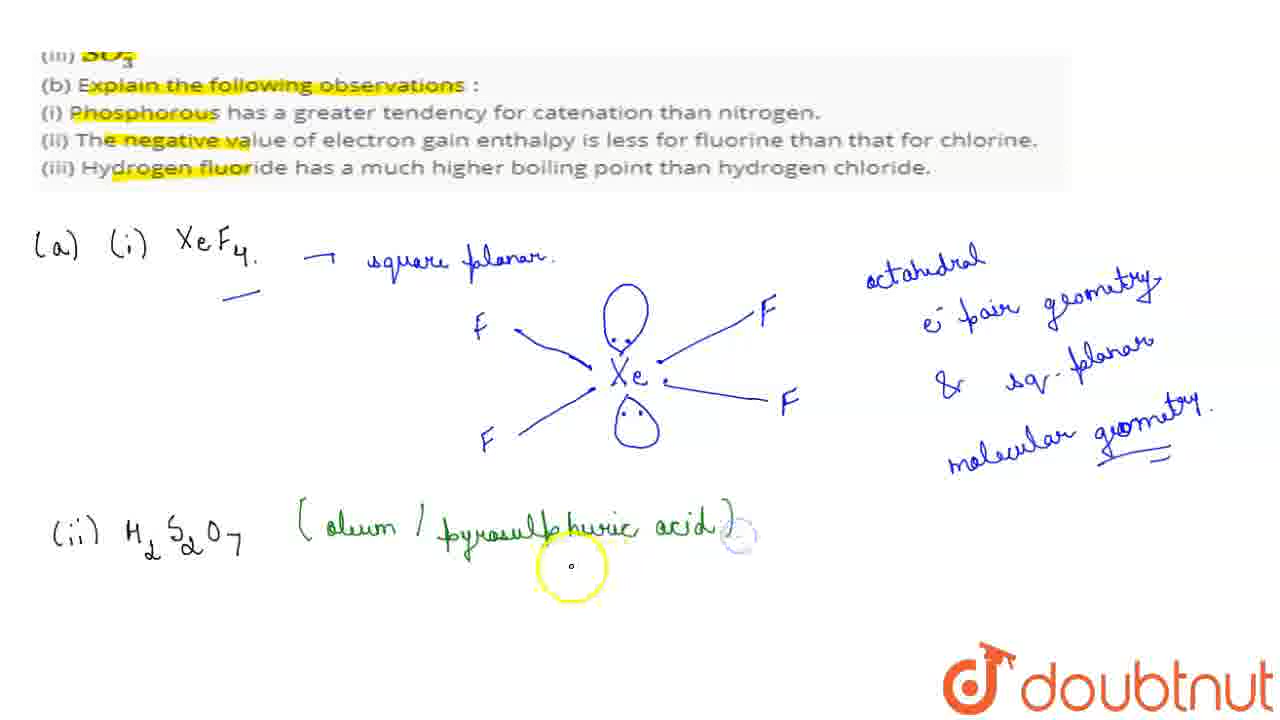 (iii) SO₃
(b) Explain the following observations :
(i) Phosphorous has a greater tendency for catenation than nitrogen.
(ii) The negative value of electron gain enthalpy is less for fluorine than that for chlorine.
(iii) Hydrogen fluoride has a much higher boiling point than hydrogen chloride.
(a) (i) XeF₄. → square planar.
F F
Xe
F F
octahedral
e⁻ pair geometry
& sq. planar
molecular geometry.
(ii) H₂S₂O₇ (oleum / pyrosulphuric acid)
doubtnut